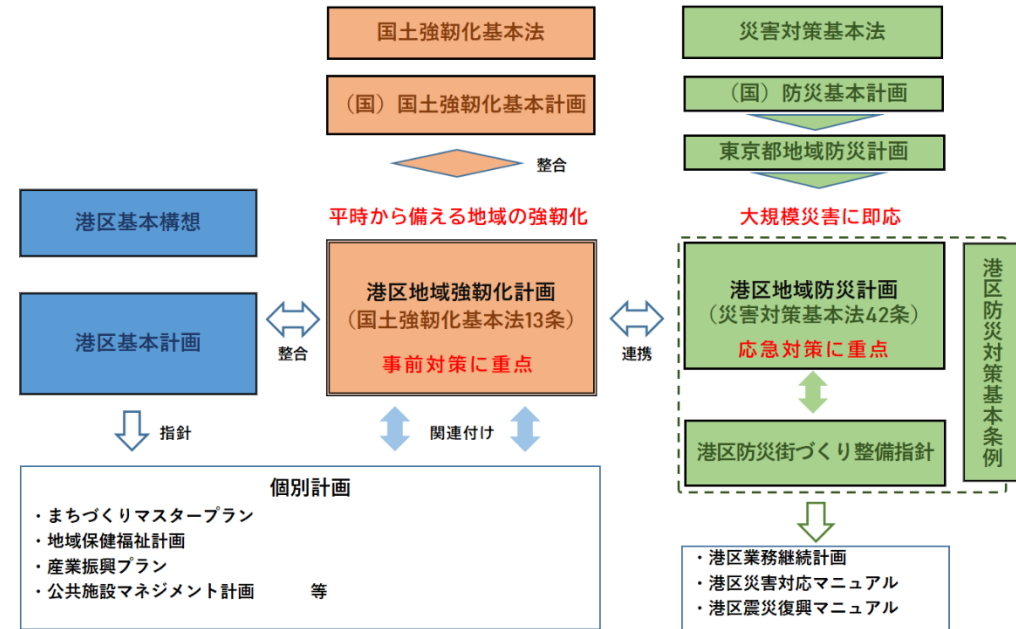 国土強靭化基本法
災害対策基本法
（国）国土強靭化基本計画
（国）防災基本計画
整合
東京都地域防災計画
港区基本構想
平時から備える地域の強靭化
大規模災害に即応
港区基本計画
整合
港区地域強靭化計画
（国土強靭化基本法13条）
事前対策に重点
連携
港区地域防災計画
（災害対策基本法42条）
応急対策に重点
港区防災対策基本条例
指針
関連付け
港区防災街づくり整備指針
個別計画
・まちづくりマスタープラン
・地域保健福祉計画
・産業振興プラン
・公共施設マネジメント計画　　　等
・港区業務継続計画
・港区災害対応マニュアル
・港区震災復興マニュアル